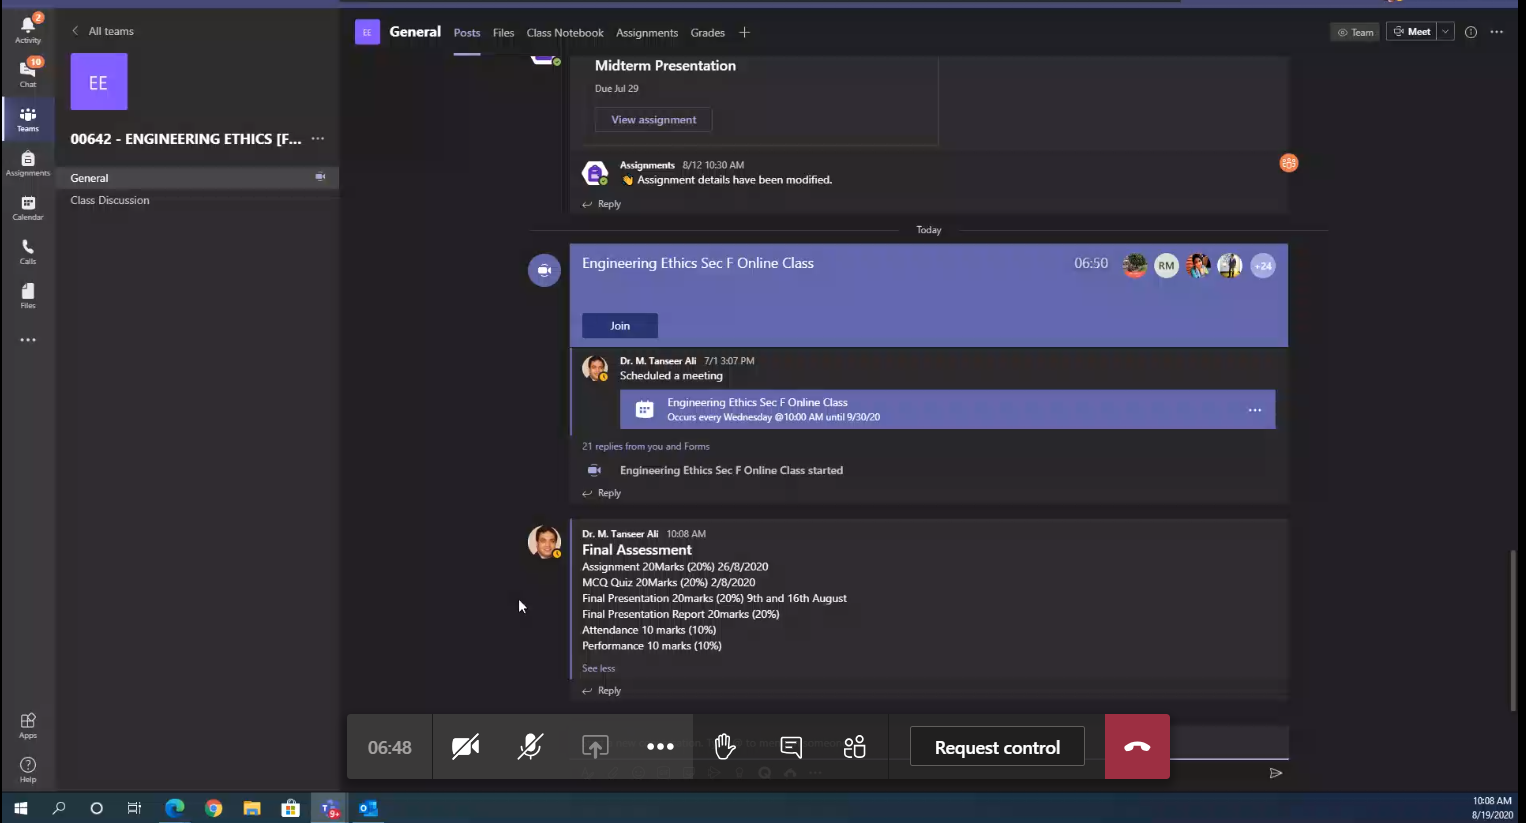 2
Activity
10
Chat
Teams
Assignments
Calendar
Calls
Files
Apps
Help
All teams
EE
00642 - ENGINEERING ETHICS [F...
General
Class Discussion
EE
General
Posts
Files
Class Notebook
Assignments
Grades
Team
Meet
Midterm Presentation
Due Jul 29
View assignment
Assignments 8/12 10:30 AM
Assignment details have been modified.
Reply
Today
Engineering Ethics Sec F Online Class
06:50
RM
+24
Join
Dr. M. Tanseer Ali 7/1 3:07 PM
Scheduled a meeting
Engineering Ethics Sec F Online Class
Occurs every Wednesday @10:00 AM until 9/30/20
21 replies from you and Forms
Engineering Ethics Sec F Online Class started
Reply
Dr. M. Tanseer Ali 10:08 AM
Final Assessment
Assignment 20Marks (20%) 26/8/2020
MCQ Quiz 20Marks (20%) 2/8/2020
Final Presentation 20marks (20%) 9th and 16th August
Final Presentation Report 20marks (20%)
Attendance 10 marks (10%)
Performance 10 marks (10%)
See less
Reply
06:48
Request control
9+
10:08 AM
8/19/2020